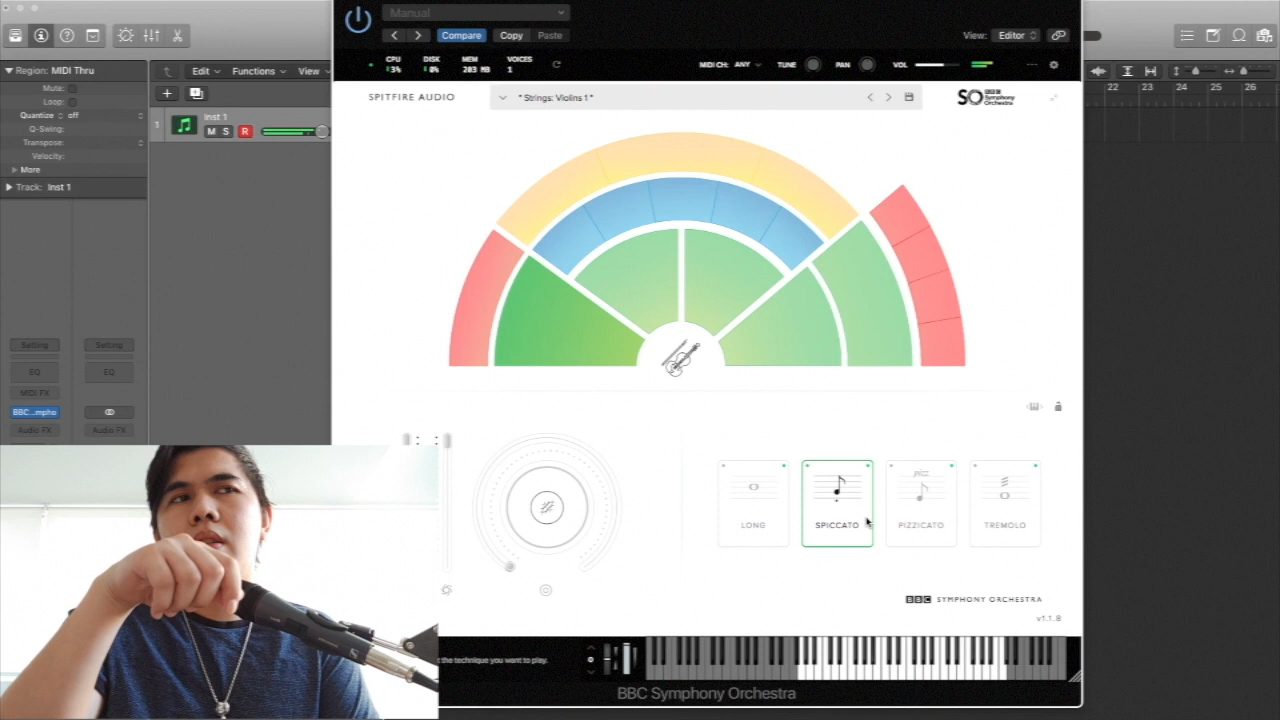 Manual
Compare Copy Paste View: Editor
CPU 3% DISK 0% MEM 203 MB VOICES 1
MIDI CH: ANY TUNE PAN VOL
Region: MIDI Thru
Mute:
Loop:
Quantize off
Q-Swing:
Transpose:
Velocity:
More
Track: Inst 1
Edit Functions View
1 Inst 1
M S R
22 23 24 25 26
SPITFIRE AUDIO
* Strings: Violins 1 *
SO BBC Symphony Orchestra
Setting Setting
EQ EQ
MIDI FX
BBC...mpho
Audio FX Audio FX
LONG SPICCATO PIZZICATO TREMOLO
BBC SYMPHONY ORCHESTRA
v1.1.8
the technique you want to play.
BBC Symphony Orchestra